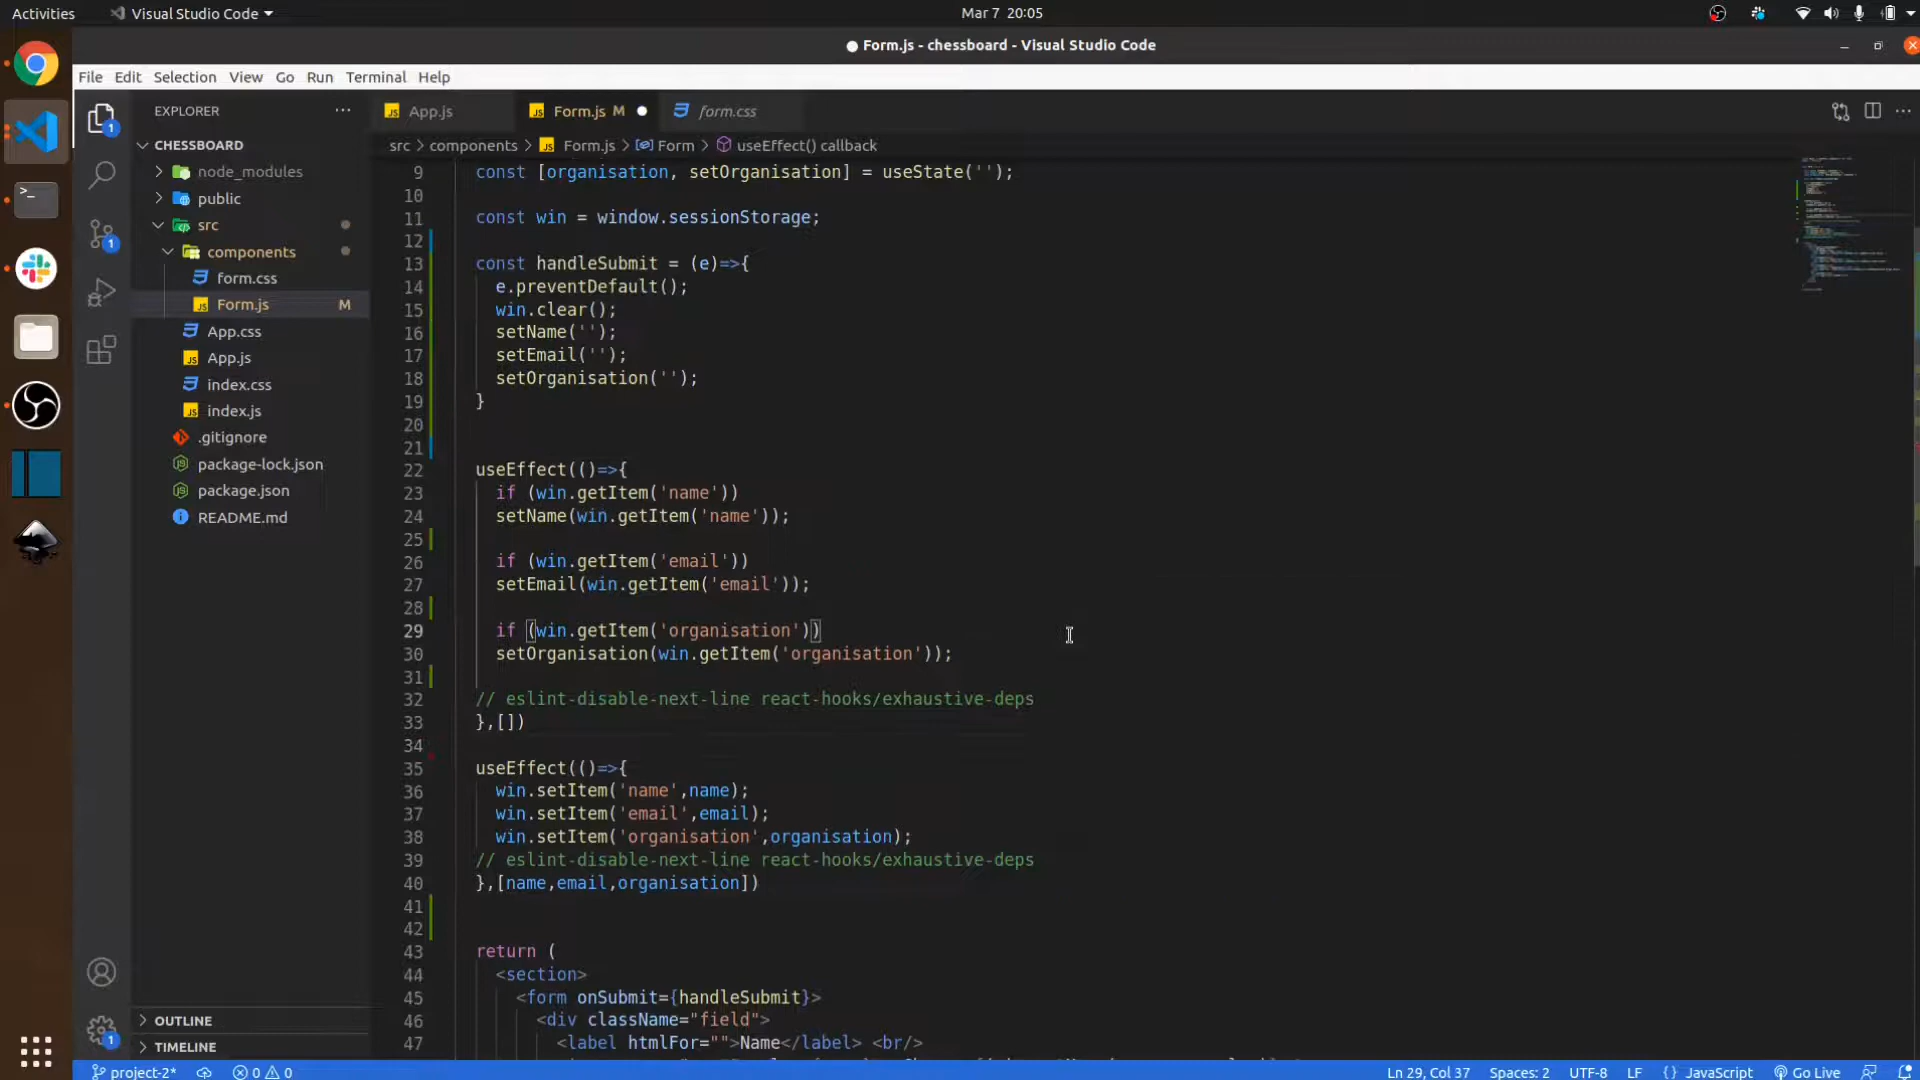 Activities
Visual Studio Code
Mar 7 20:05
Form.js - chessboard - Visual Studio Code
File Edit Selection View Go Run Terminal Help
EXPLORER
App.js
Form.js M
form.css
src > components > Form.js > Form > useEffect() callback
CHESSBOARD
node_modules
public
src
components
form.css
Form.js M
App.css
App.js
index.css
index.js
.gitignore
package-lock.json
package.json
README.md
OUTLINE
TIMELINE
9 const [organisation, setOrganisation] = useState('');
10
11 const win = window.sessionStorage;
12
13 const handleSubmit = (e)=>{
14 e.preventDefault();
15 win.clear();
16 setName('');
17 setEmail('');
18 setOrganisation('');
19 }
20
21
22 useEffect(()=>{
23 if (win.getItem('name'))
24 setName(win.getItem('name'));
25
26 if (win.getItem('email'))
27 setEmail(win.getItem('email'));
28
29 if (win.getItem('organisation'))
30 setOrganisation(win.getItem('organisation'));
31
32 // eslint-disable-next-line react-hooks/exhaustive-deps
33 },[])
34
35 useEffect(()=>{
36 win.setItem('name',name);
37 win.setItem('email',email);
38 win.setItem('organisation',organisation);
39 // eslint-disable-next-line react-hooks/exhaustive-deps
40 },[name,email,organisation])
41
42
43 return (
44 <section>
45 <form onSubmit={handleSubmit}>
46 <div className="field">
47 <label htmlFor="">Name</label> <br/>
project-2* 0 0 Ln 29, Col 37 Spaces: 2 UTF-8 LF {} JavaScript Go Live